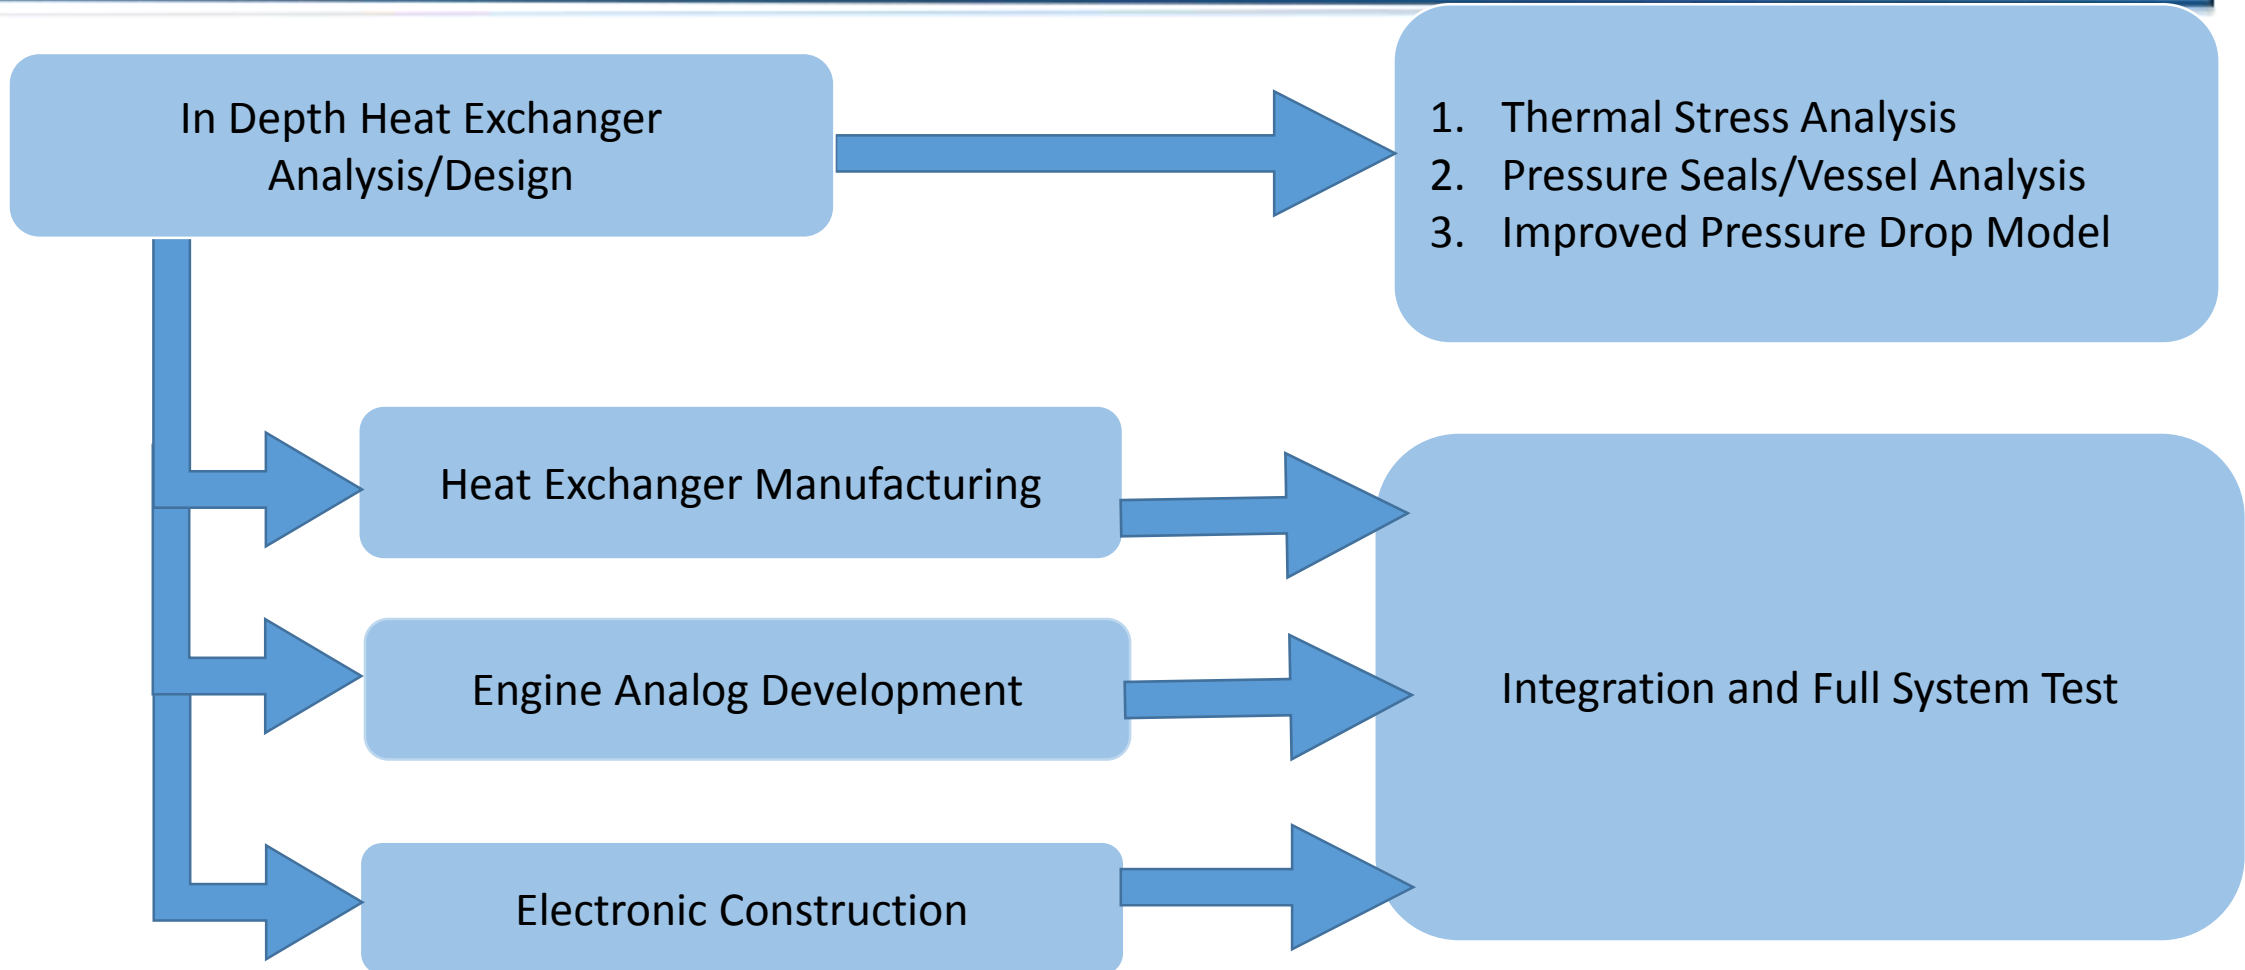 In Depth Heat Exchanger
Analysis/Design
1. Thermal Stress Analysis
2. Pressure Seals/Vessel Analysis
3. Improved Pressure Drop Model
Heat Exchanger Manufacturing
Engine Analog Development
Integration and Full System Test
Electronic Construction